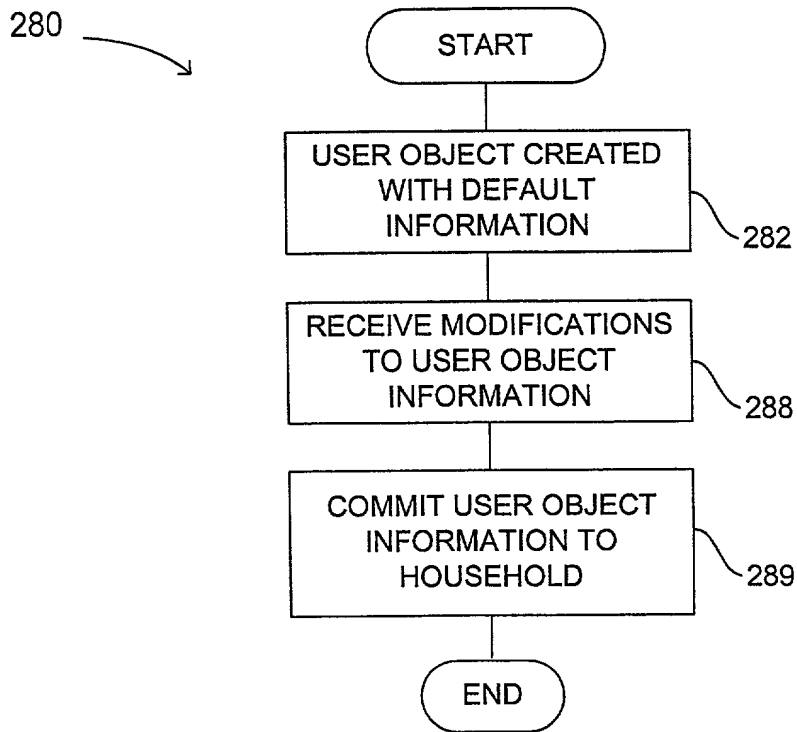 280
START
USER OBJECT CREATED
WITH DEFAULT
INFORMATION
282
RECEIVE MODIFICATIONS
TO USER OBJECT
INFORMATION
288
COMMIT USER OBJECT
INFORMATION TO
HOUSEHOLD
289
END